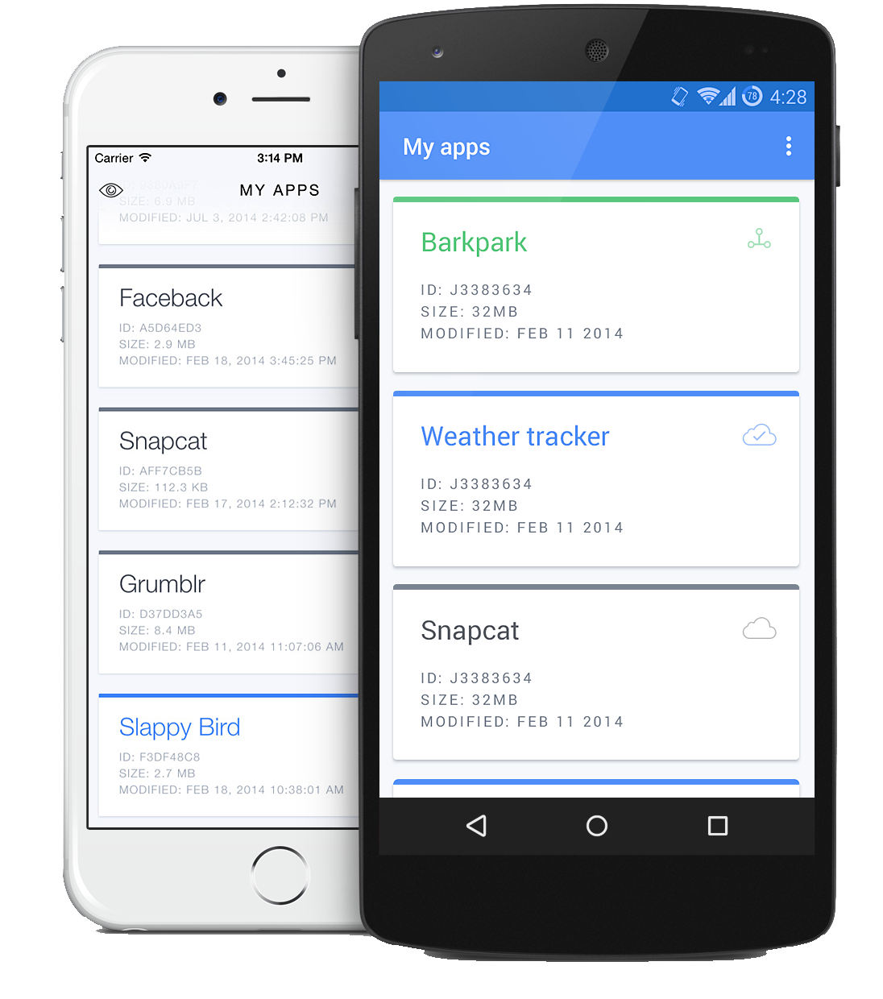 Carrier
3:14 PM
MY APPS
SIZE: 6.9 MB
MODIFIED: JUL 3, 2014 2:42:08 PM
Faceback
ID: A5D64ED3
SIZE: 2.9 MB
MODIFIED: FEB 18, 2014 3:45:25 PM
Snapcat
ID: AFF7CB5B
SIZE: 112.3 KB
MODIFIED: FEB 17, 2014 2:12:32 PM
Grumblr
ID: D37DD3A5
SIZE: 8.4 MB
MODIFIED: FEB 11, 2014 11:07:06 AM
Slappy Bird
ID: F3DF48C8
SIZE: 2.7 MB
MODIFIED: FEB 18, 2014 10:38:01 AM
78 4:28
My apps
Barkpark
ID: J3383634
SIZE: 32MB
MODIFIED: FEB 11 2014
Weather tracker
ID: J3383634
SIZE: 32MB
MODIFIED: FEB 11 2014
Snapcat
ID: J3383634
SIZE: 32MB
MODIFIED: FEB 11 2014